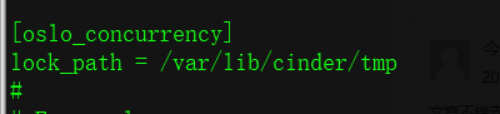 [oslo_concurrency]
lock_path = /var/lib/cinder/tmp
#